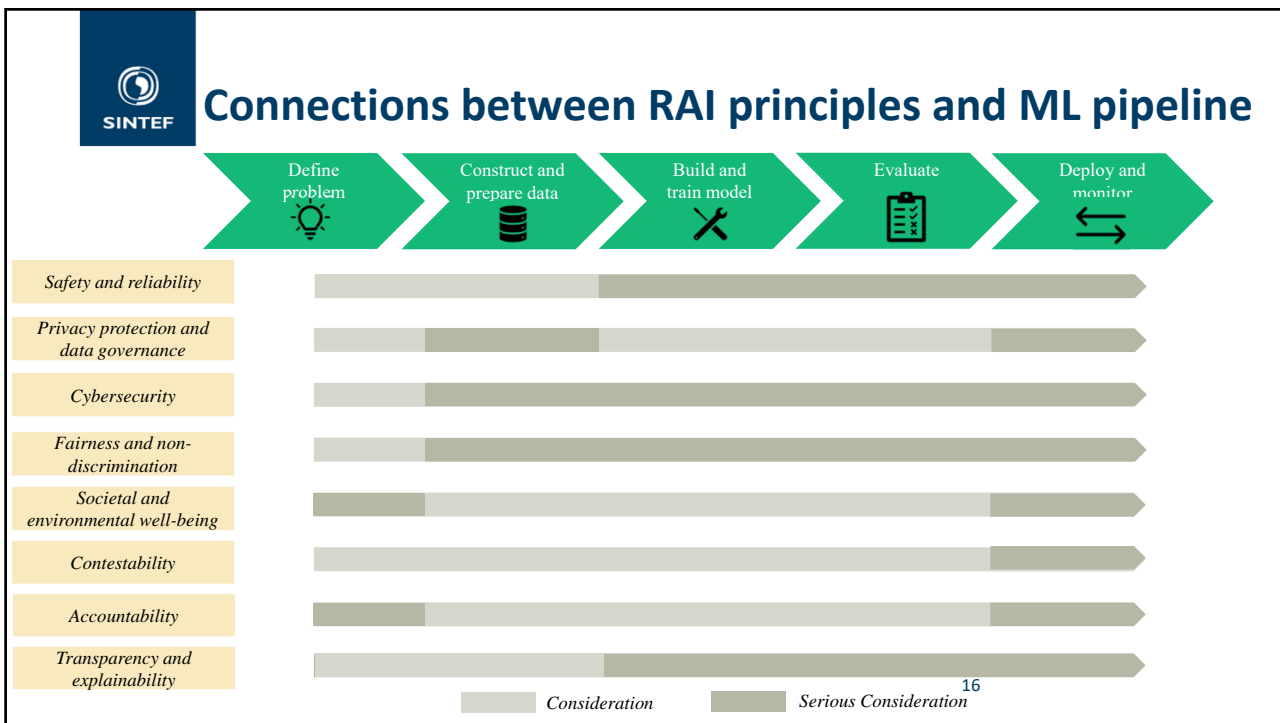 SINTEF
Connections between RAI principles and ML pipeline
Define
problem
Construct and
prepare data
Build and
train model
Evaluate
Deploy and
monitor
Safety and reliability
Privacy protection and
data governance
Cybersecurity
Fairness and non-
discrimination
Societal and
environmental well-being
Contestability
Accountability
Transparency and
explainability
Consideration
Serious Consideration
16